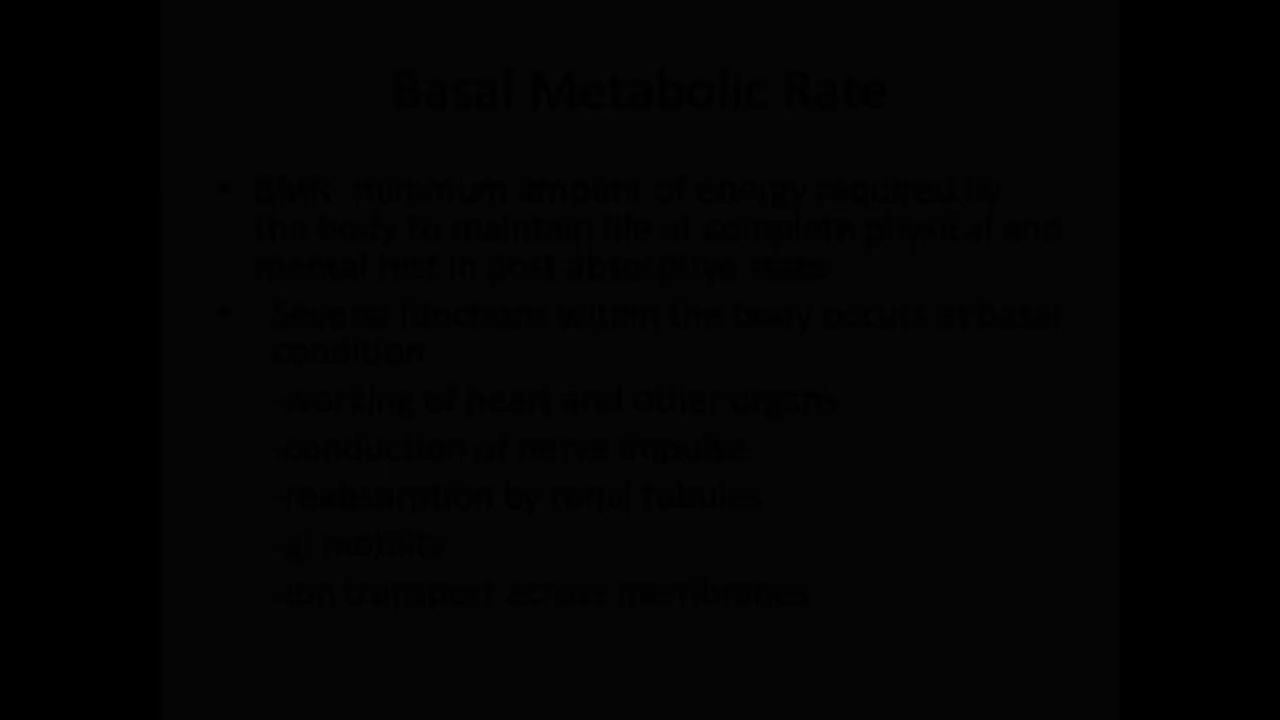 Basal Metabolic Rate
• BMR minimum amount of energy required by
the body to maintain life at complete physical and
mental rest in post absorptive state
• Several functions within the body occurs at basal
condition
-working of heart and other organs
-conduction of nerve impulse
-reabsorption by renal tubules
-gi motility
-ion transport across membranes